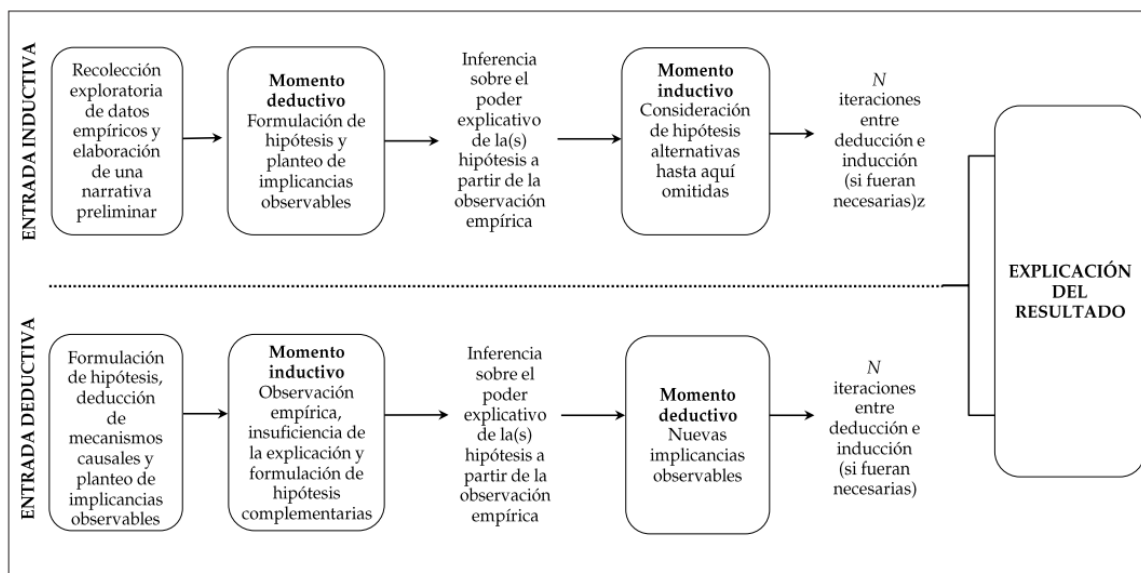 ENTRADA INDUCTIVA
Recolección
exploratoria
de datos
empíricos y
elaboración
de una
narrativa
preliminar
Momento
deductivo
Formulación de
hipótesis y
planteo de
implicancias
observables
Inferencia
sobre el
poder
explicativo
de la(s)
hipótesis a
partir de la
observación
empírica
Momento
inductivo
Consideración
de hipótesis
alternativas
hasta aquí
omitidas
N
iteraciones
entre
deducción e
inducción
(si fueran
necesarias)z
ENTRADA DEDUCTIVA
Formulación
de hipótesis,
deducción
de
mecanismos
causales y
planteo de
implicancias
observables
Momento
inductivo
Observación
empírica,
insuficiencia de
la explicación y
formulación de
hipótesis
complementarias
Inferencia
sobre el
poder
explicativo
de la(s)
hipótesis a
partir de la
observación
empírica
Momento
deductivo
Nuevas
implicancias
observables
N
iteraciones
entre
deducción e
inducción
(si fueran
necesarias)
EXPLICACIÓN
DEL
RESULTADO